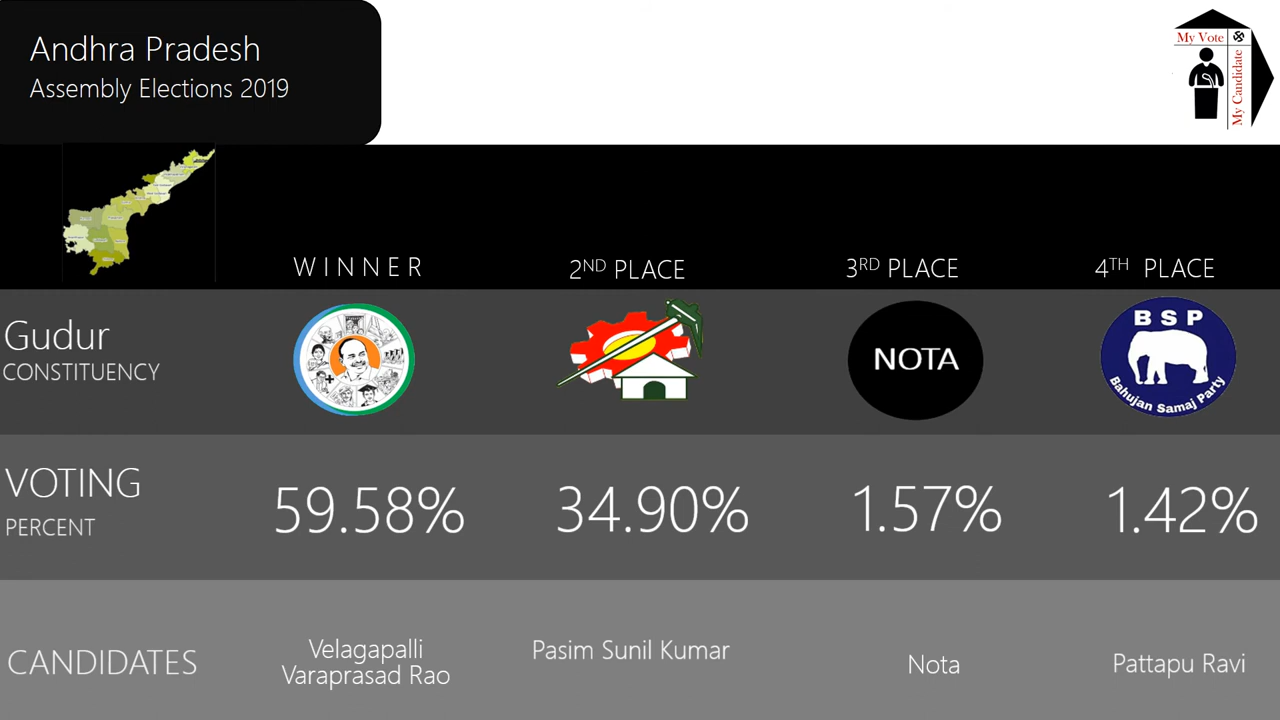 Andhra Pradesh
Assembly Elections 2019
My Vote
My Candidate
WINNER
2ND PLACE
3RD PLACE
4TH PLACE
Gudur
CONSTITUENCY
NOTA
BSP
Bahujan Samaj Party
VOTING
PERCENT
59.58%
34.90%
1.57%
1.42%
CANDIDATES
Velagapalli
Varaprasad Rao
Pasim Sunil Kumar
Nota
Pattapu Ravi